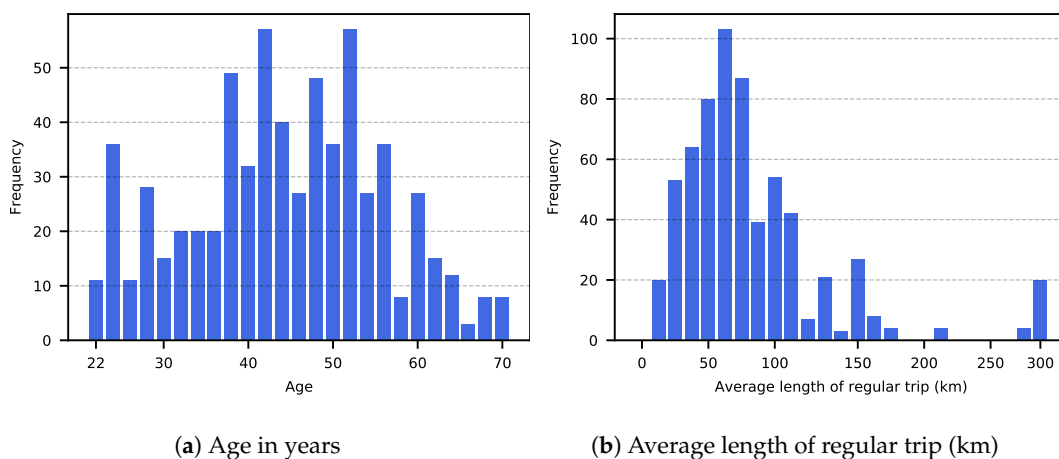 50
40
30
20
10
0
Frequency
22 30 40 50 60 70
Age
(a) Age in years
100
80
60
40
20
0
Frequency
0 50 100 150 200 250 300
Average length of regular trip (km)
(b) Average length of regular trip (km)